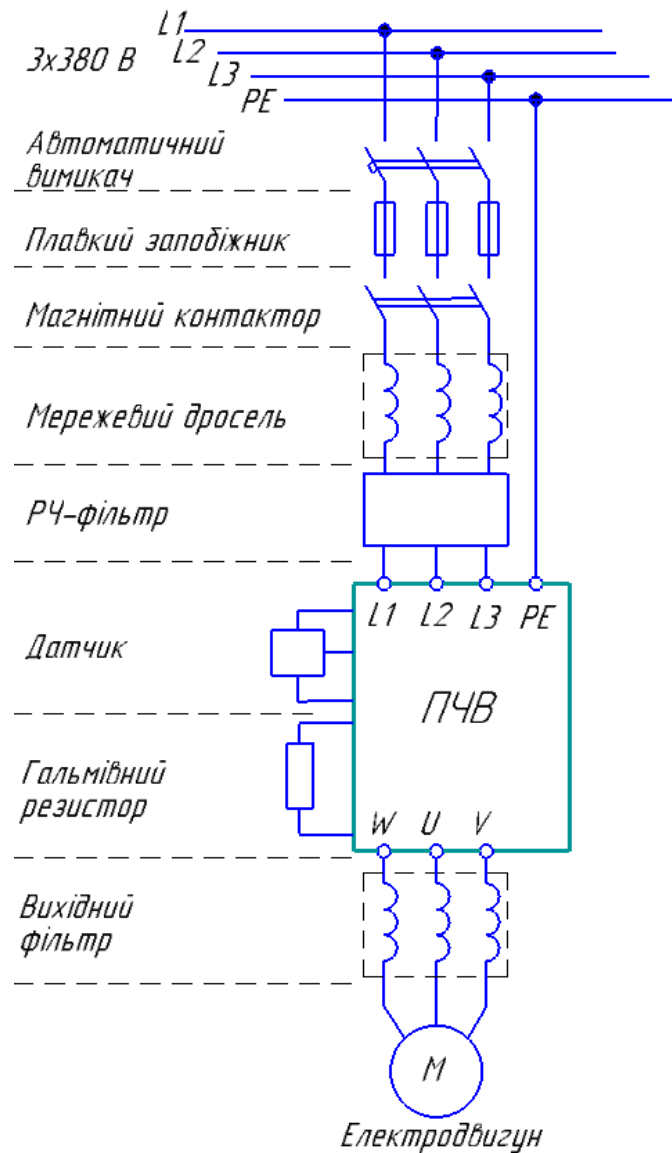 L1
L2
3x380 В
L3
PE
Автоматичний
вимикач
Плавкий запобіжник
Магнітний контактор
Мережевий дросель
РЧ-фільтр
L1 L2 L3 PE
Датчик
ПЧВ
Гальмівний
резистор
W U V
Вихідний
фільтр
М
Електродвигун